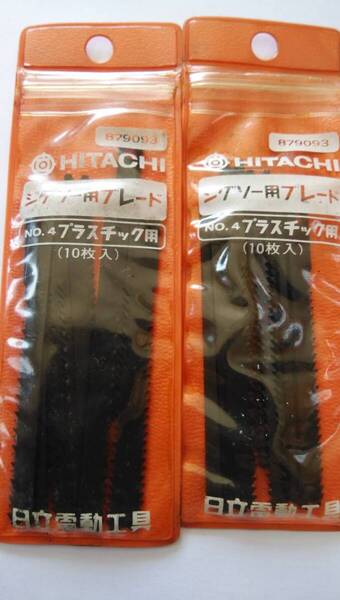 879093
HITACHI
ジグソー用ブレード
NO.4プラスチック用
(10枚入)
日立電動工具
879093
HITACHI
ジグソー用ブレード
NO.4プラスチック用
(10枚入)
日立電動工具